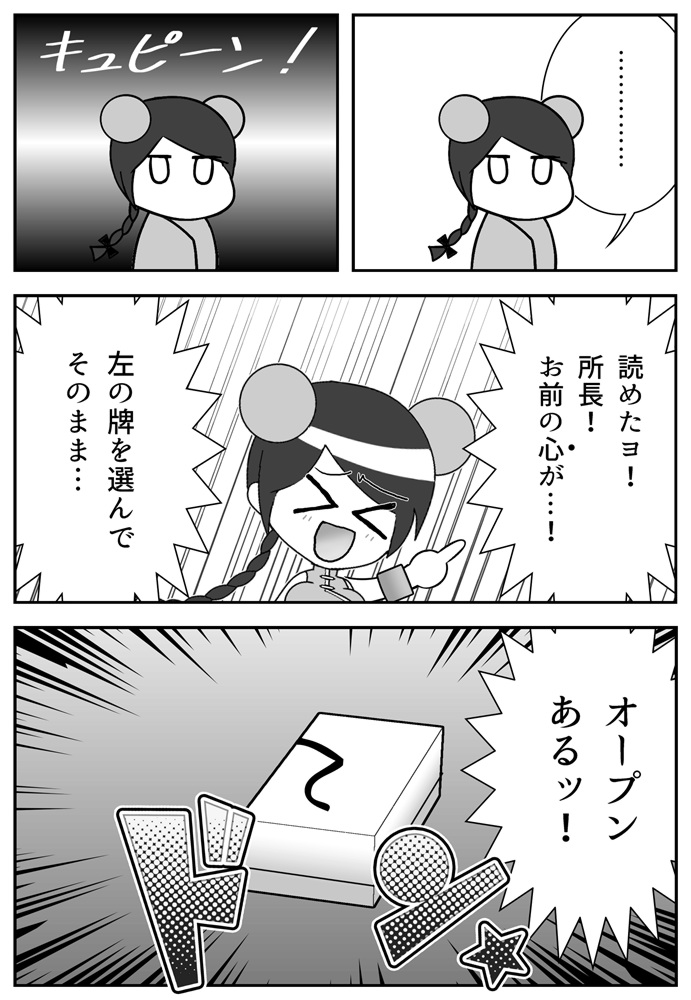 …………
キュピーン！
読めたヨ！
所長！
お前の心が…！
左の牌を選んで
そのまま…
オープン
あるッ！
ドン☆